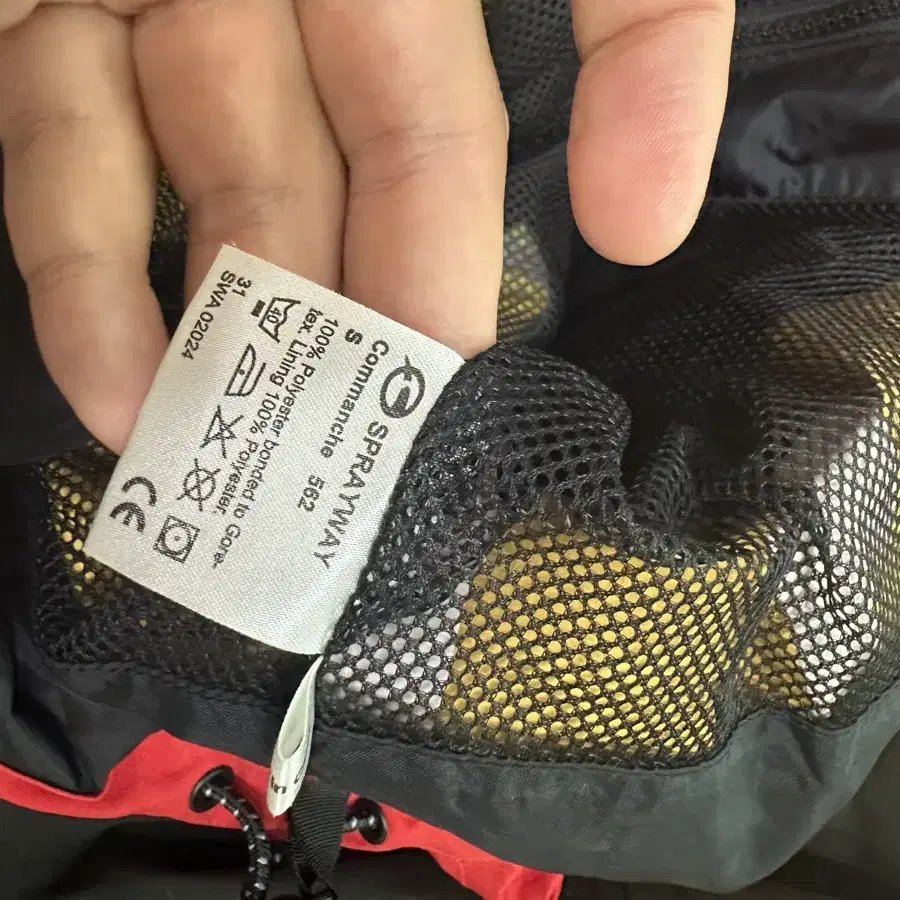 SPRAYWAY
Commanche 562
S
100% Polyester bonded to Gore-
tex. Lining 100% polyester.
40
31
SWA 02024
CE